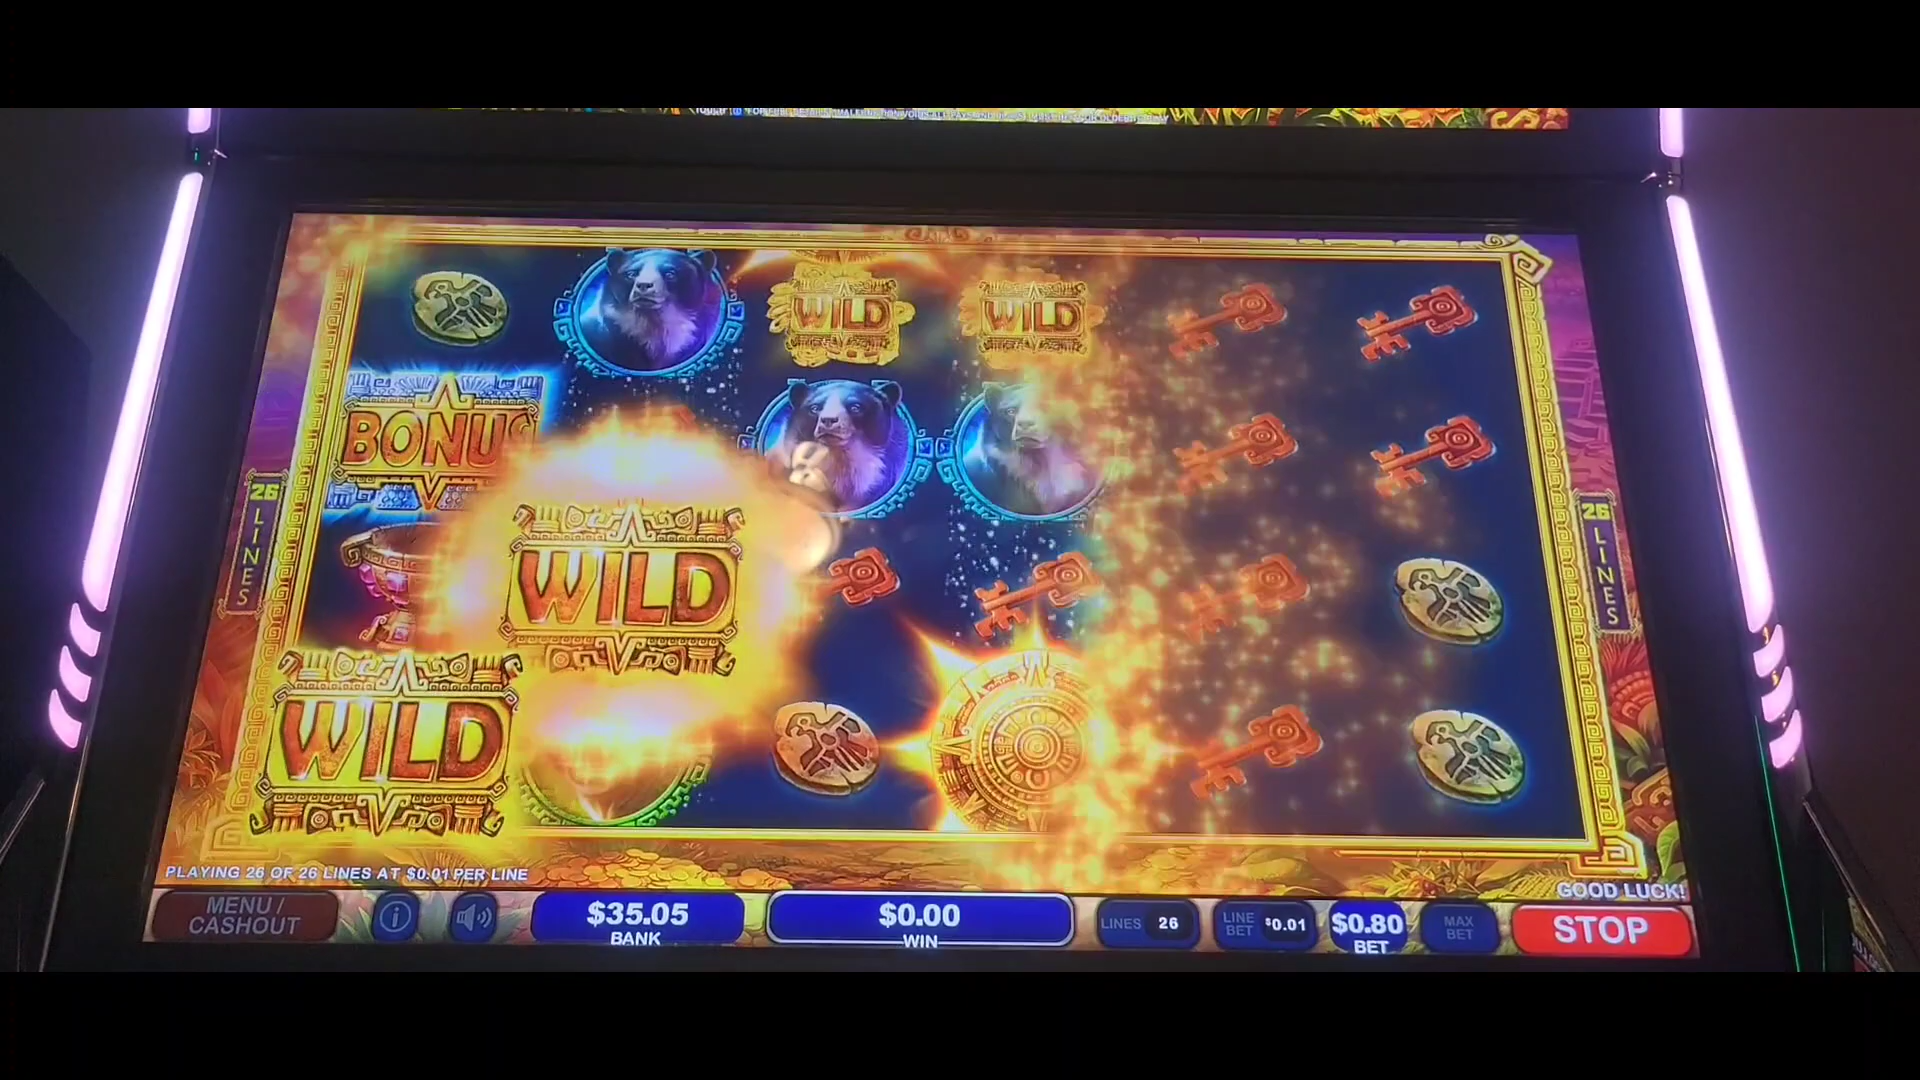 WILD
WILD
BONUS
WILD
WILD
26
LINES
26
LINES
PLAYING 26 OF 26 LINES AT $0.01 PER LINE
GOOD LUCK!
MENU /
CASHOUT
$35.05
BANK
$0.00
WIN
LINES 26
LINE
BET $0.01
$0.80
BET
MAX
BET
STOP